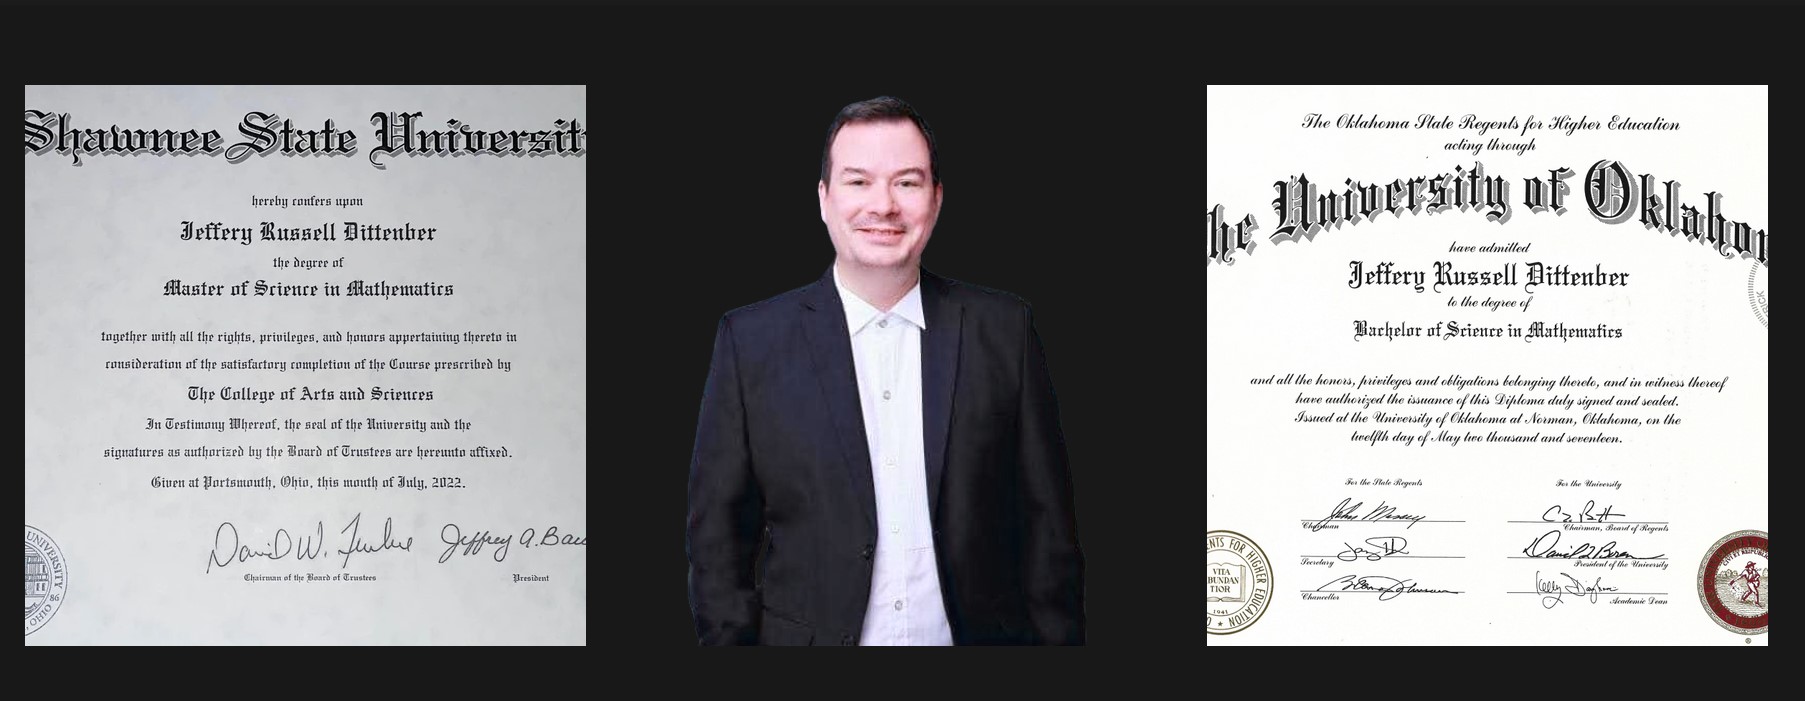 Shawnee State Universit
hereby confers upon
Jeffery Russell Dittenber
the degree of
Master of Science in Mathematics
together with all the rights, privileges, and honors appertaining thereto in
consideration of the satisfactory completion of the Course prescribed by
The College of Arts and Sciences
In Testimony Whereof, the seal of the University and the
signatures as authorized by the Board of Trustees are hereunto affixed.
Given at Portsmouth, Ohio, this month of July, 2022.
Jeffrey A. Bau
Chairman of the Board of Trustees
President
UNIVERSITY
OHIO
86
The Oklahoma State Regents for Higher Education
acting through
he University of Oklaho
have admitted
Jeffery Russell Dittenber
to the degree of
Bachelor of Science in Mathematics
and all the honors, privileges and obligations belonging thereto, and in witness thereof
have authorized the issuance of this Diploma duly signed and sealed.
Issued at the University of Oklahoma at Norman, Oklahoma, on the
twelfth day of May two thousand and seventeen.
For the State Regents
For the University
Chairman
Chairman, Board of Regents
Secretary
President of the University
Chancellor
Academic Dean
ENTS FOR HIGHER EDUCATION
VITA
BUNDAN
TIOR
1941